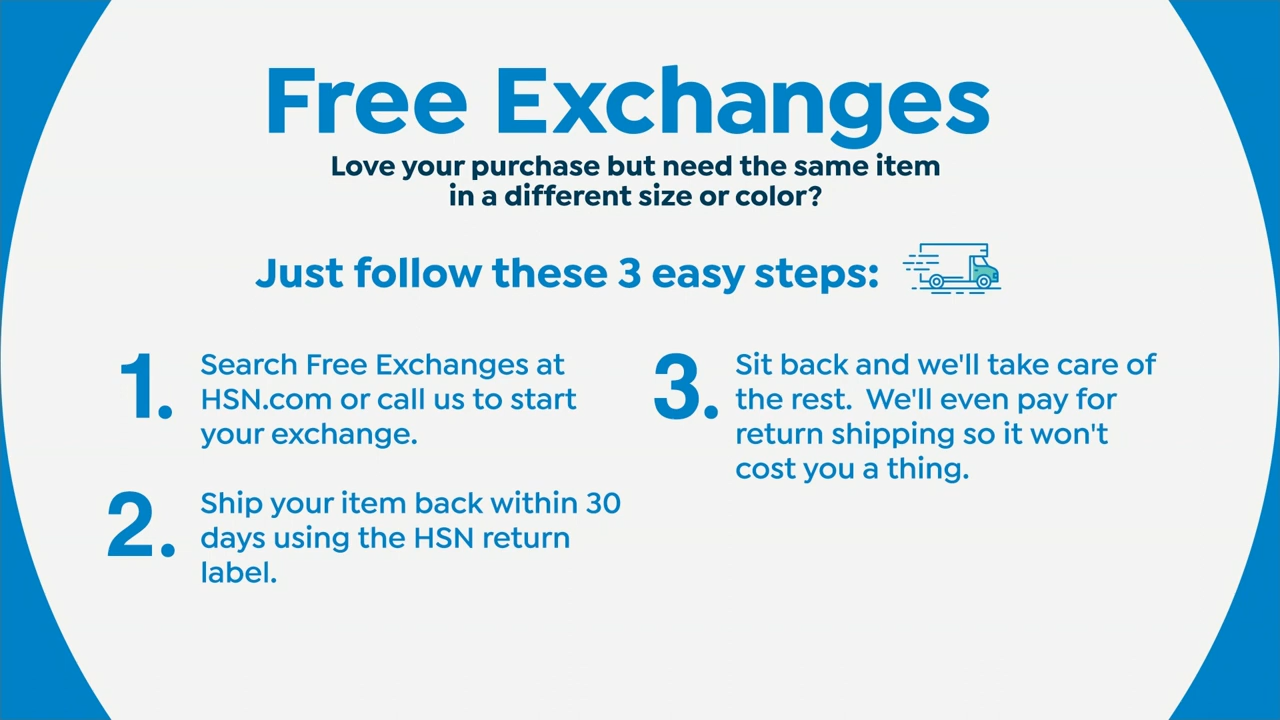 Free Exchanges
Love your purchase but need the same item
in a different size or color?
Just follow these 3 easy steps:
1. Search Free Exchanges at
HSN.com or call us to start
your exchange.
2. Ship your item back within 30
days using the HSN return
label.
3. Sit back and we'll take care of
the rest.  We'll even pay for
return shipping so it won't
cost you a thing.